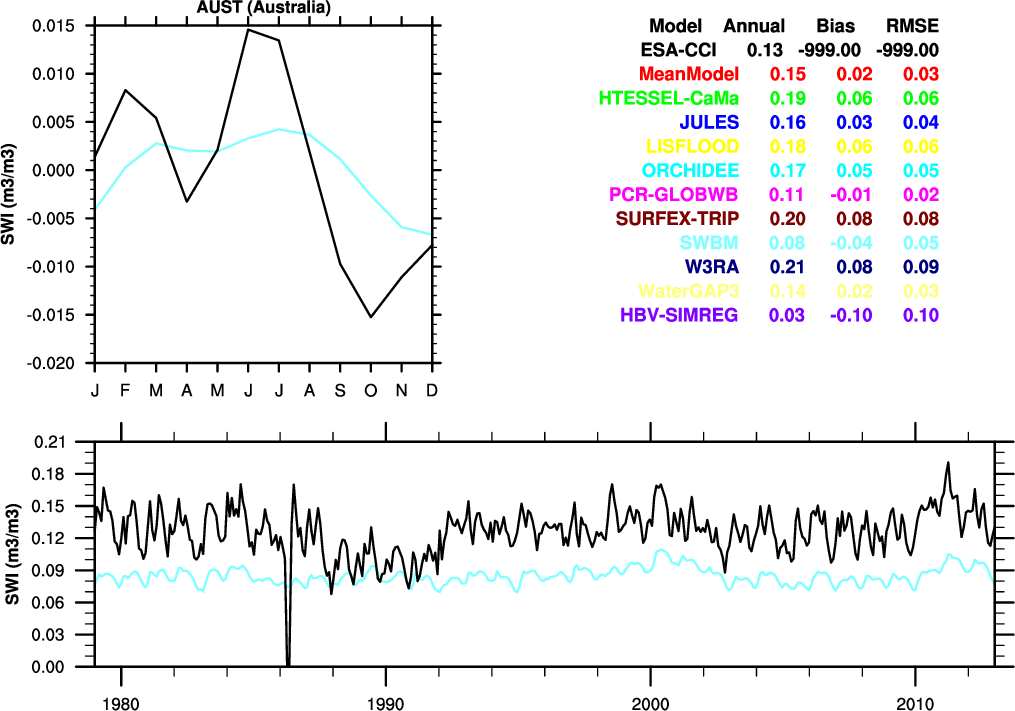 AUST (Australia)
0.015
0.010
0.005
0.000
-0.005
-0.010
-0.015
-0.020
SWI (m3/m3)
J F M A M J J A S O N D
Model Annual Bias RMSE
ESA-CCI 0.13 -999.00 -999.00
MeanModel 0.15 0.02 0.03
HTESSEL-CaMa 0.19 0.06 0.06
JULES 0.16 0.03 0.04
LISFLOOD 0.18 0.06 0.06
ORCHIDEE 0.17 0.05 0.05
PCR-GLOBWB 0.11 -0.01 0.02
SURFEX-TRIP 0.20 0.08 0.08
SWBM 0.08 -0.04 0.05
W3RA 0.21 0.08 0.09
WaterGAP3 0.14 0.02 0.03
HBV-SIMREG 0.03 -0.10 0.10
0.21
0.18
0.15
0.12
0.09
0.06
0.03
0.00
SWI (m3/m3)
1980 1990 2000 2010